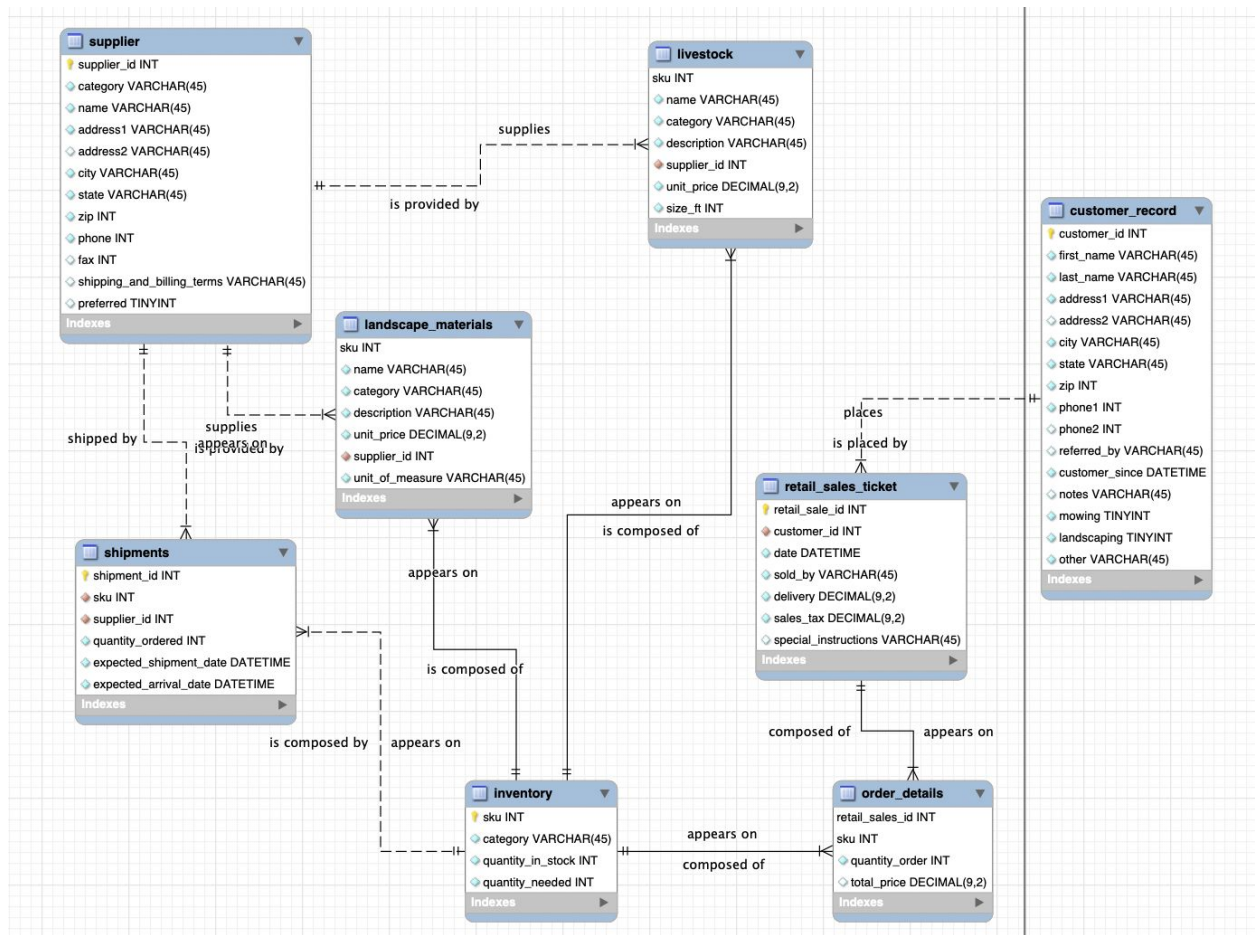 supplier
supplier_id INT
category VARCHAR(45)
name VARCHAR(45)
address1 VARCHAR(45)
address2 VARCHAR(45)
city VARCHAR(45)
state VARCHAR(45)
zip INT
phone INT
fax INT
shipping_and_billing_terms VARCHAR(45)
preferred TINYINT
Indexes
supplies
is provided by
livestock
sku INT
name VARCHAR(45)
category VARCHAR(45)
description VARCHAR(45)
supplier_id INT
unit_price DECIMAL(9,2)
size_ft INT
Indexes
customer_record
customer_id INT
first_name VARCHAR(45)
last_name VARCHAR(45)
address1 VARCHAR(45)
address2 VARCHAR(45)
city VARCHAR(45)
state VARCHAR(45)
zip INT
phone1 INT
phone2 INT
referred_by VARCHAR(45)
customer_since DATETIME
notes VARCHAR(45)
mowing TINYINT
landscaping TINYINT
other VARCHAR(45)
Indexes
landscape_materials
sku INT
name VARCHAR(45)
category VARCHAR(45)
description VARCHAR(45)
unit_price DECIMAL(9,2)
supplier_id INT
unit_of_measure VARCHAR(45)
Indexes
shipped by
supplies
appears on
is provided by
places
is placed by
retail_sales_ticket
retail_sale_id INT
customer_id INT
date DATETIME
sold_by VARCHAR(45)
delivery DECIMAL(9,2)
sales_tax DECIMAL(9,2)
special_instructions VARCHAR(45)
Indexes
appears on
is composed of
shipments
shipment_id INT
sku INT
supplier_id INT
quantity_ordered INT
expected_shipment_date DATETIME
expected_arrival_date DATETIME
Indexes
appears on
is composed of
is composed by
appears on
composed of
appears on
inventory
sku INT
category VARCHAR(45)
quantity_in_stock INT
quantity_needed INT
Indexes
appears on
composed of
order_details
retail_sales_id INT
sku INT
quantity_order INT
total_price DECIMAL(9,2)
Indexes